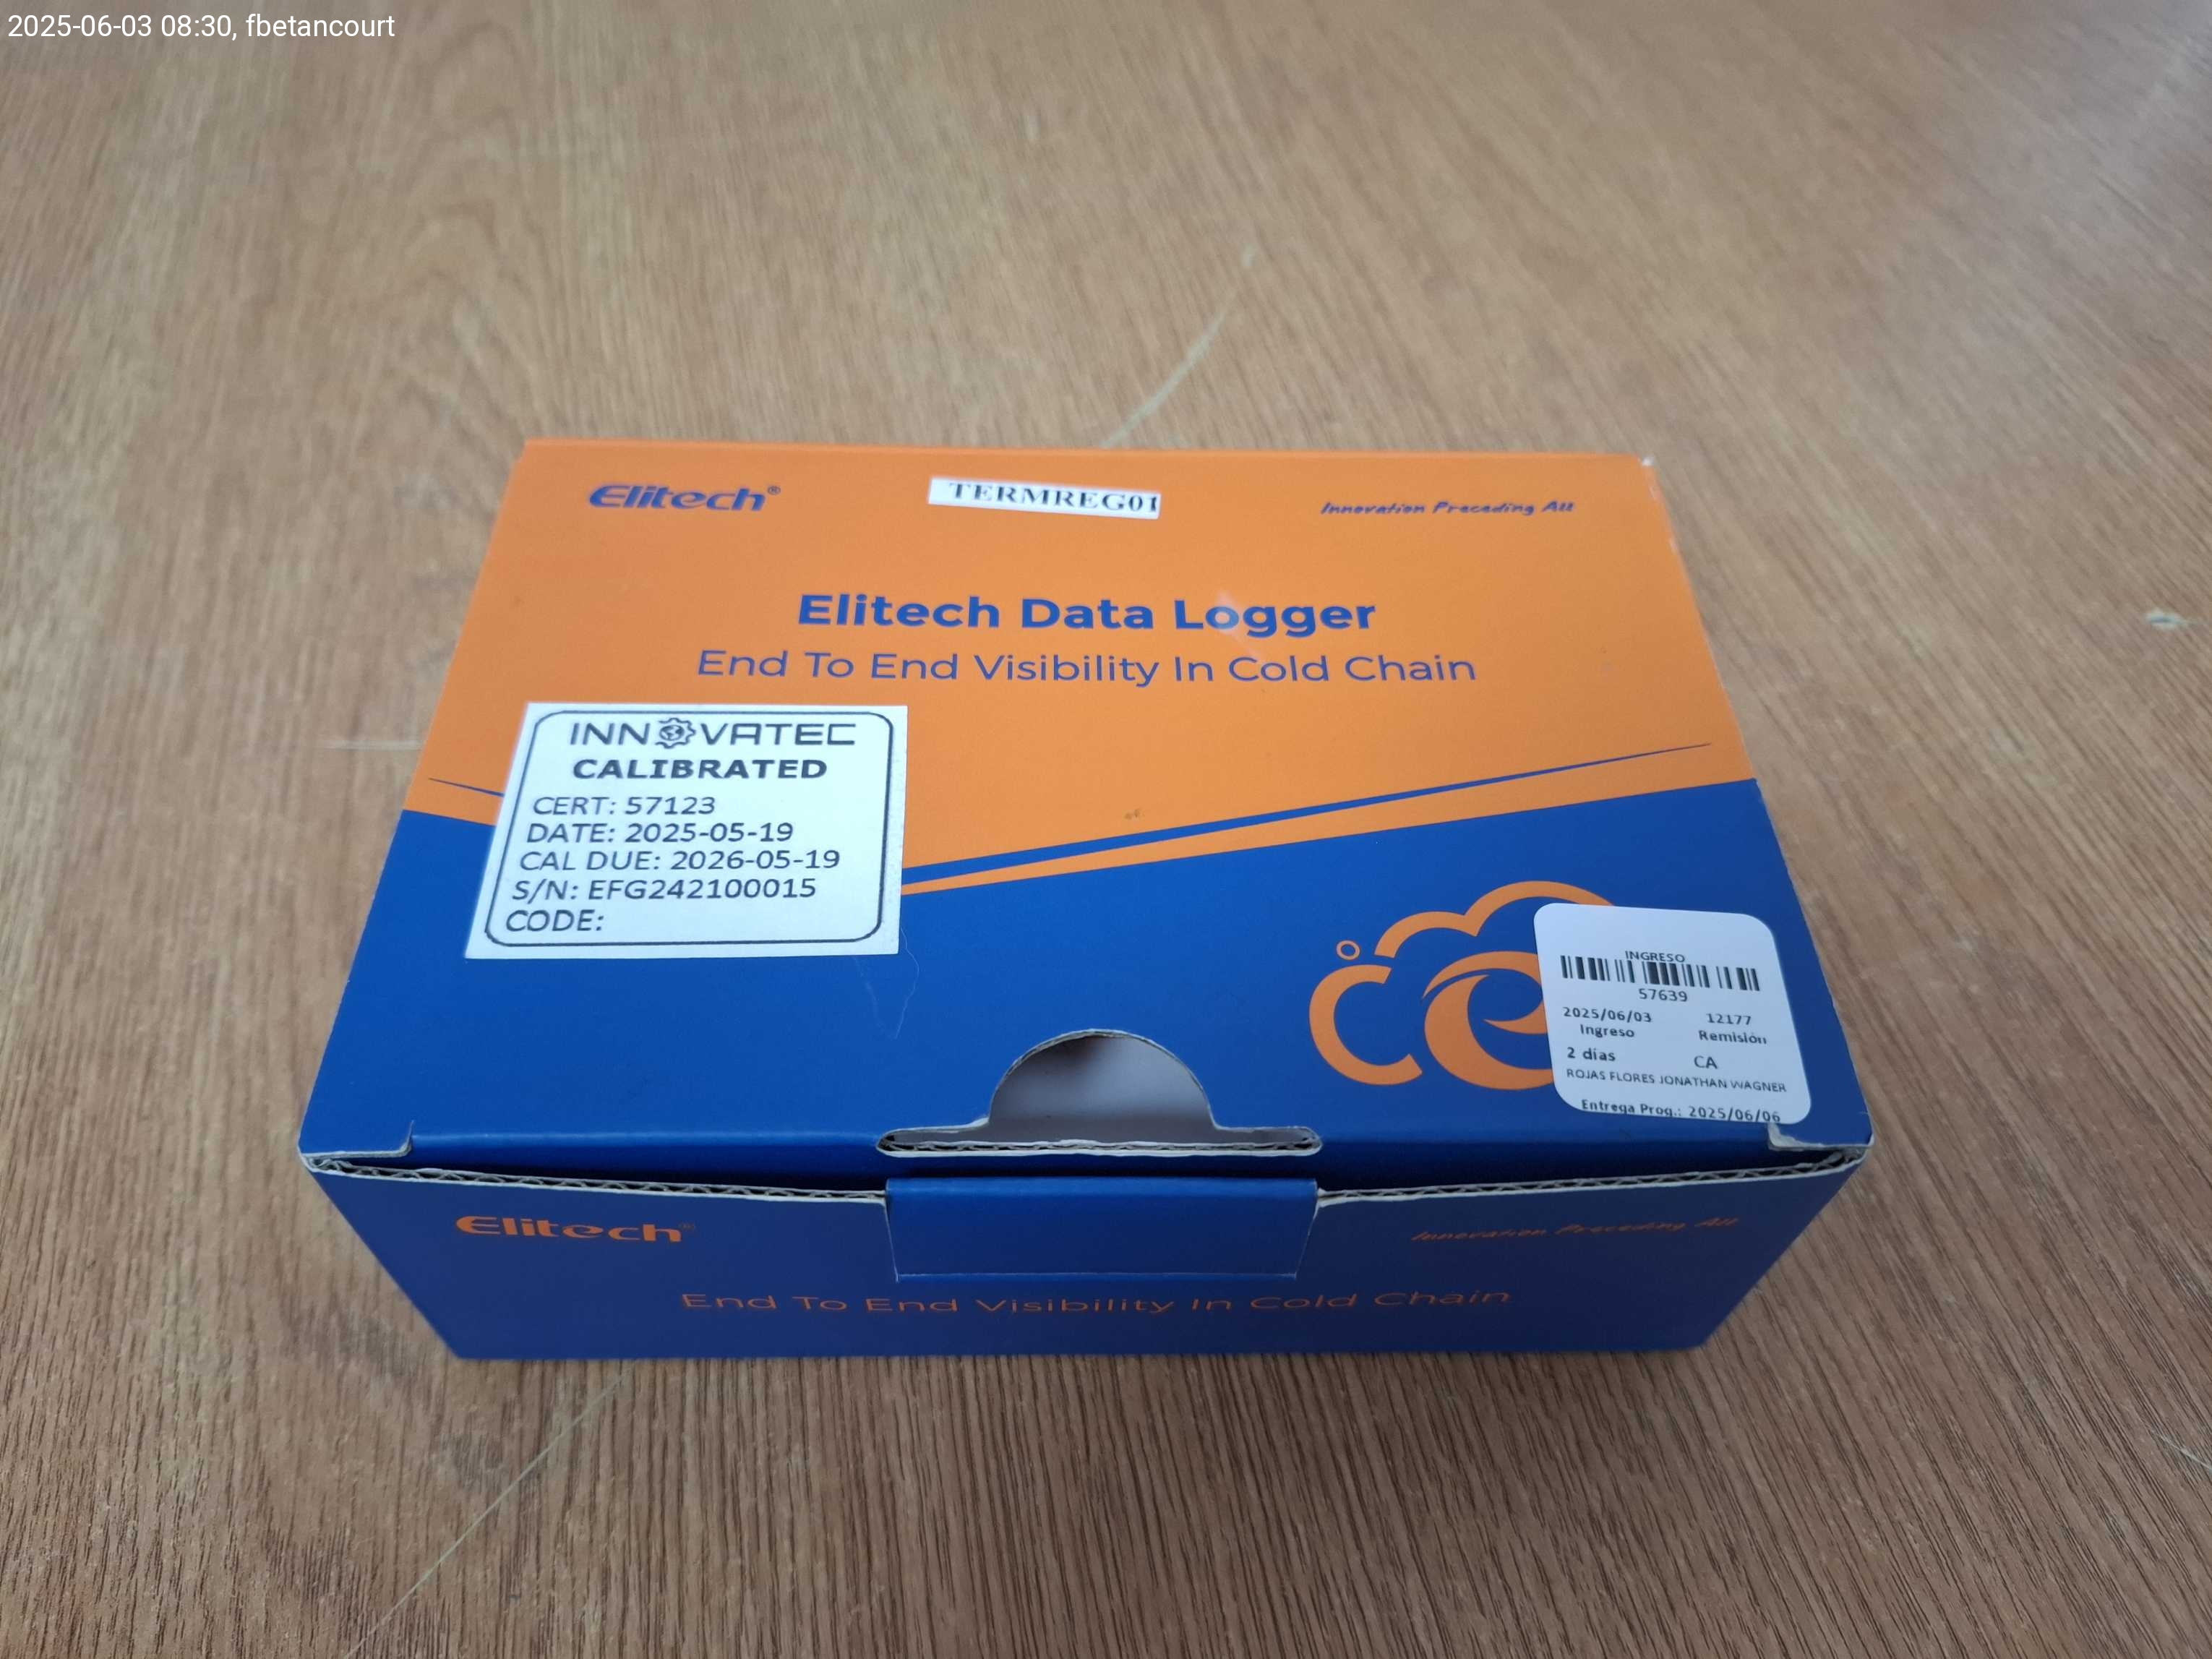 2025-06-03 08:30, fbetancourt
Elitech®
TERMREG01
Innovation Preceding All
Elitech Data Logger
End To End Visibility In Cold Chain
INNOVATEC
CALIBRATED
CERT: 57123
DATE: 2025-05-19
CAL DUE: 2026-05-19
S/N: EFG242100015
CODE:
INGRESO
57639
2025/06/03 12177
Ingreso Remisión
2 días CA
ROJAS FLORES JONATHAN WAGNER
Entrega Prog.: 2025/06/06
Elitech®
Innovation Preceding All
End To End Visibility In Cold Chain